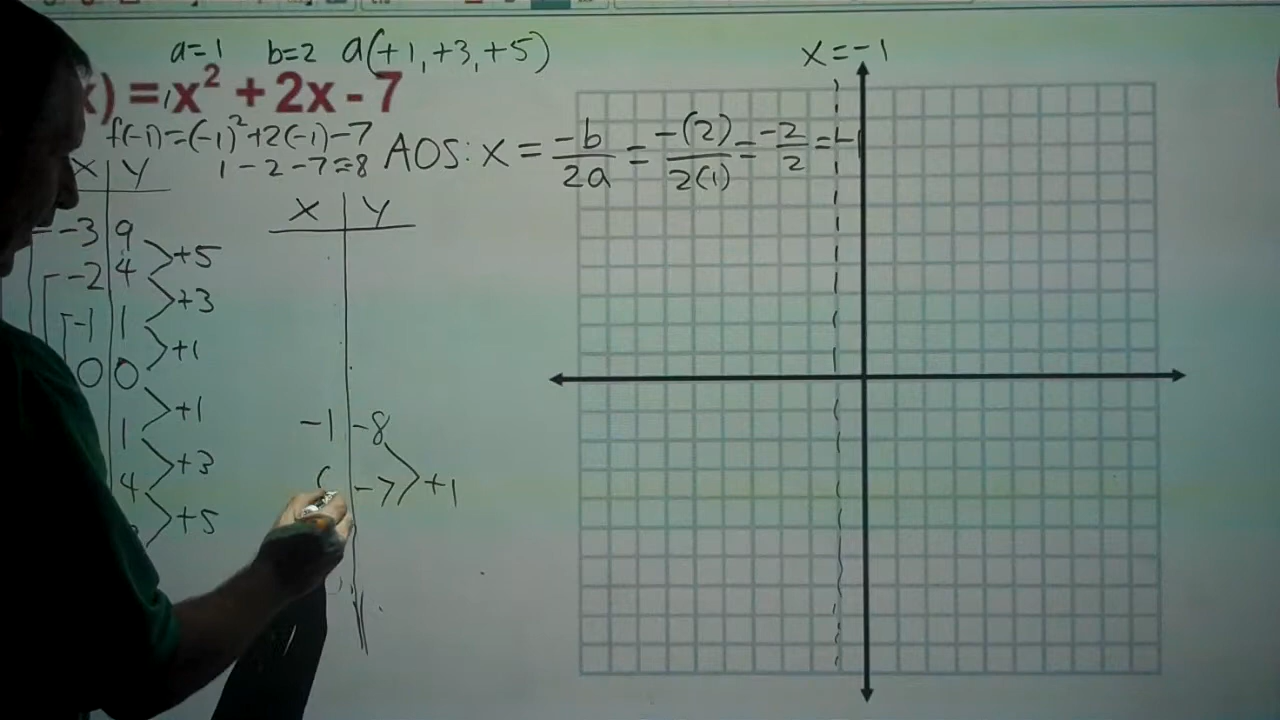 a=1 b=2 a(+1,+3,+5) x=-1
x) = 1x² + 2x - 7
f(-1)=(-1)²+2(-1)-7
1-2-7=8
AOS: x = -b/2a = -(2)/2(1) = -2/2 = -1
X Y
-3 9
+5
-2 4
+3
-1 1
+1
0 0
+1
1
+3
4
+5
X Y
-1 -8
+1
-7